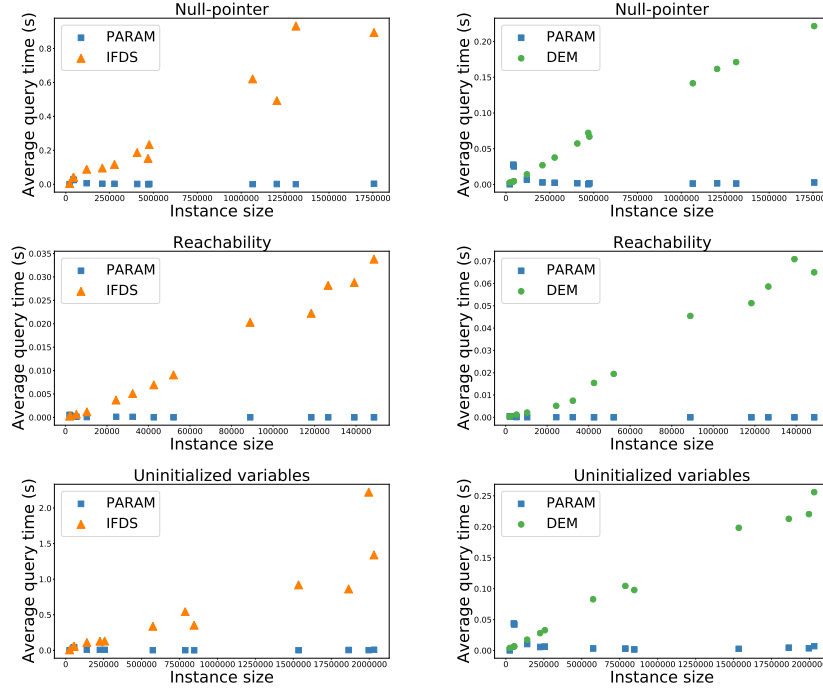 Null-pointer
Average query time (s)
0.8
0.6
0.4
0.2
0.0
PARAM
IFDS
0 250000 500000 750000 1000000 1250000 1500000 1750000
Instance size
Null-pointer
Average query time (s)
0.20
0.15
0.10
0.05
0.00
PARAM
DEM
0 250000 500000 750000 1000000 1250000 1500000 1750000
Instance size
Reachability
Average query time (s)
0.035
0.030
0.025
0.020
0.015
0.010
0.005
0.000
PARAM
IFDS
0 20000 40000 60000 80000 100000 120000 140000
Instance size
Reachability
Average query time (s)
0.07
0.06
0.05
0.04
0.03
0.02
0.01
0.00
PARAM
DEM
0 20000 40000 60000 80000 100000 120000 140000
Instance size
Uninitialized variables
Average query time (s)
2.0
1.5
1.0
0.5
0.0
PARAM
IFDS
0 250000 500000 750000 1000000 1250000 1500000 1750000 2000000
Instance size
Uninitialized variables
Average query time (s)
0.25
0.20
0.15
0.10
0.05
0.00
PARAM
DEM
0 250000 500000 750000 1000000 1250000 1500000 1750000 2000000
Instance size